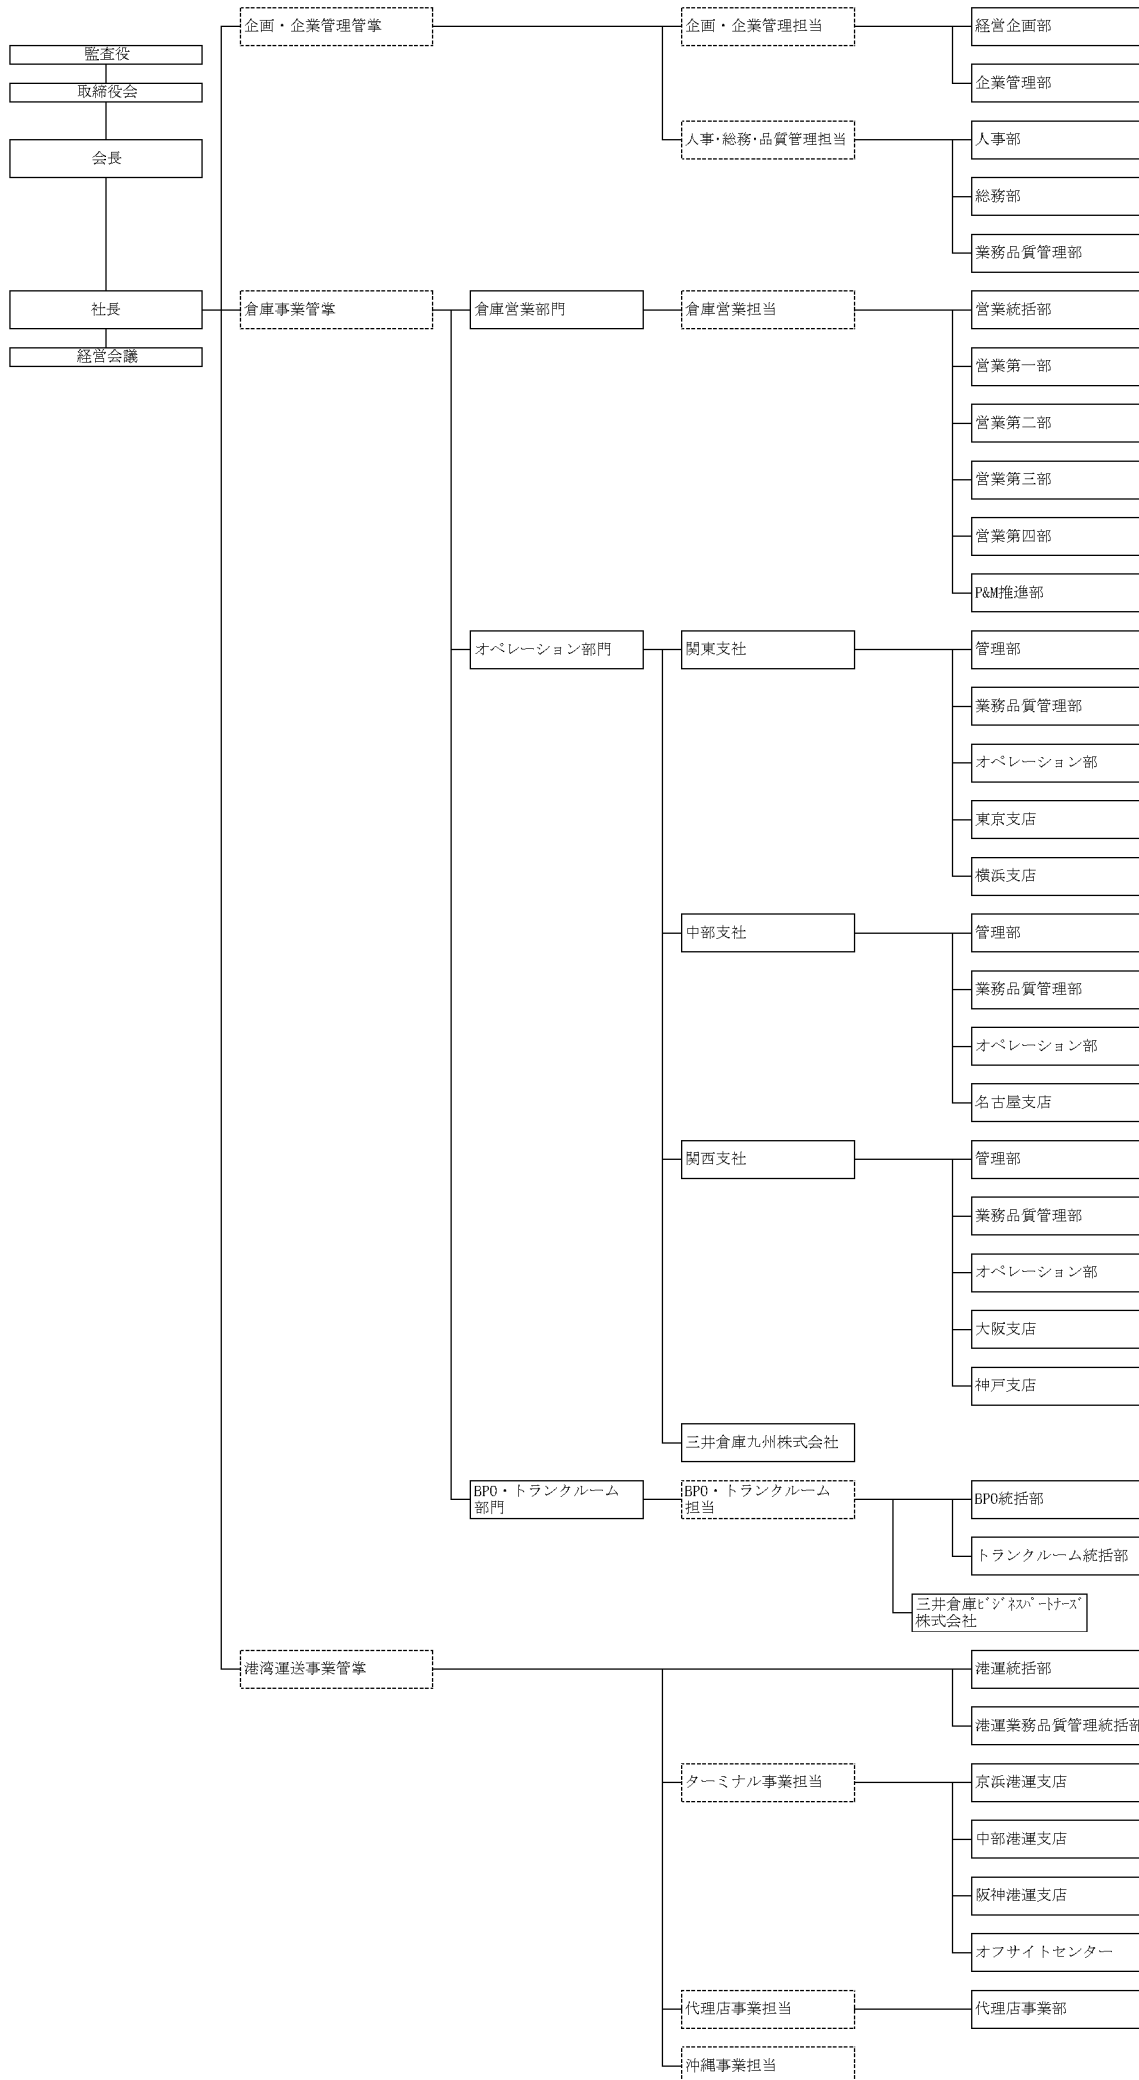 企画・企業管理管掌
企画・企業管理担当
経営企画部
監査役
企業管理部
取締役会
人事･総務･品質管理担当
人事部
会長
総務部
業務品質管理部
社長
倉庫事業管掌
倉庫営業部門
倉庫営業担当
営業統括部
経営会議
営業第一部
営業第二部
営業第三部
営業第四部
P&M推進部
オペレーション部門
関東支社
管理部
業務品質管理部
オペレーション部
東京支店
横浜支店
中部支社
管理部
業務品質管理部
オペレーション部
名古屋支店
関西支社
管理部
業務品質管理部
オペレーション部
大阪支店
神戸支店
三井倉庫九州株式会社
BPO・トランクルーム
部門
BPO・トランクルーム
担当
BPO統括部
トランクルーム統括部
三井倉庫ﾋﾞｼﾞﾈｽﾊﾟｰﾄﾅｰｽﾞ
株式会社
港湾運送事業管掌
港運統括部
港運業務品質管理統括部
ターミナル事業担当
京浜港運支店
中部港運支店
阪神港運支店
オフサイトセンター
代理店事業担当
代理店事業部
沖縄事業担当